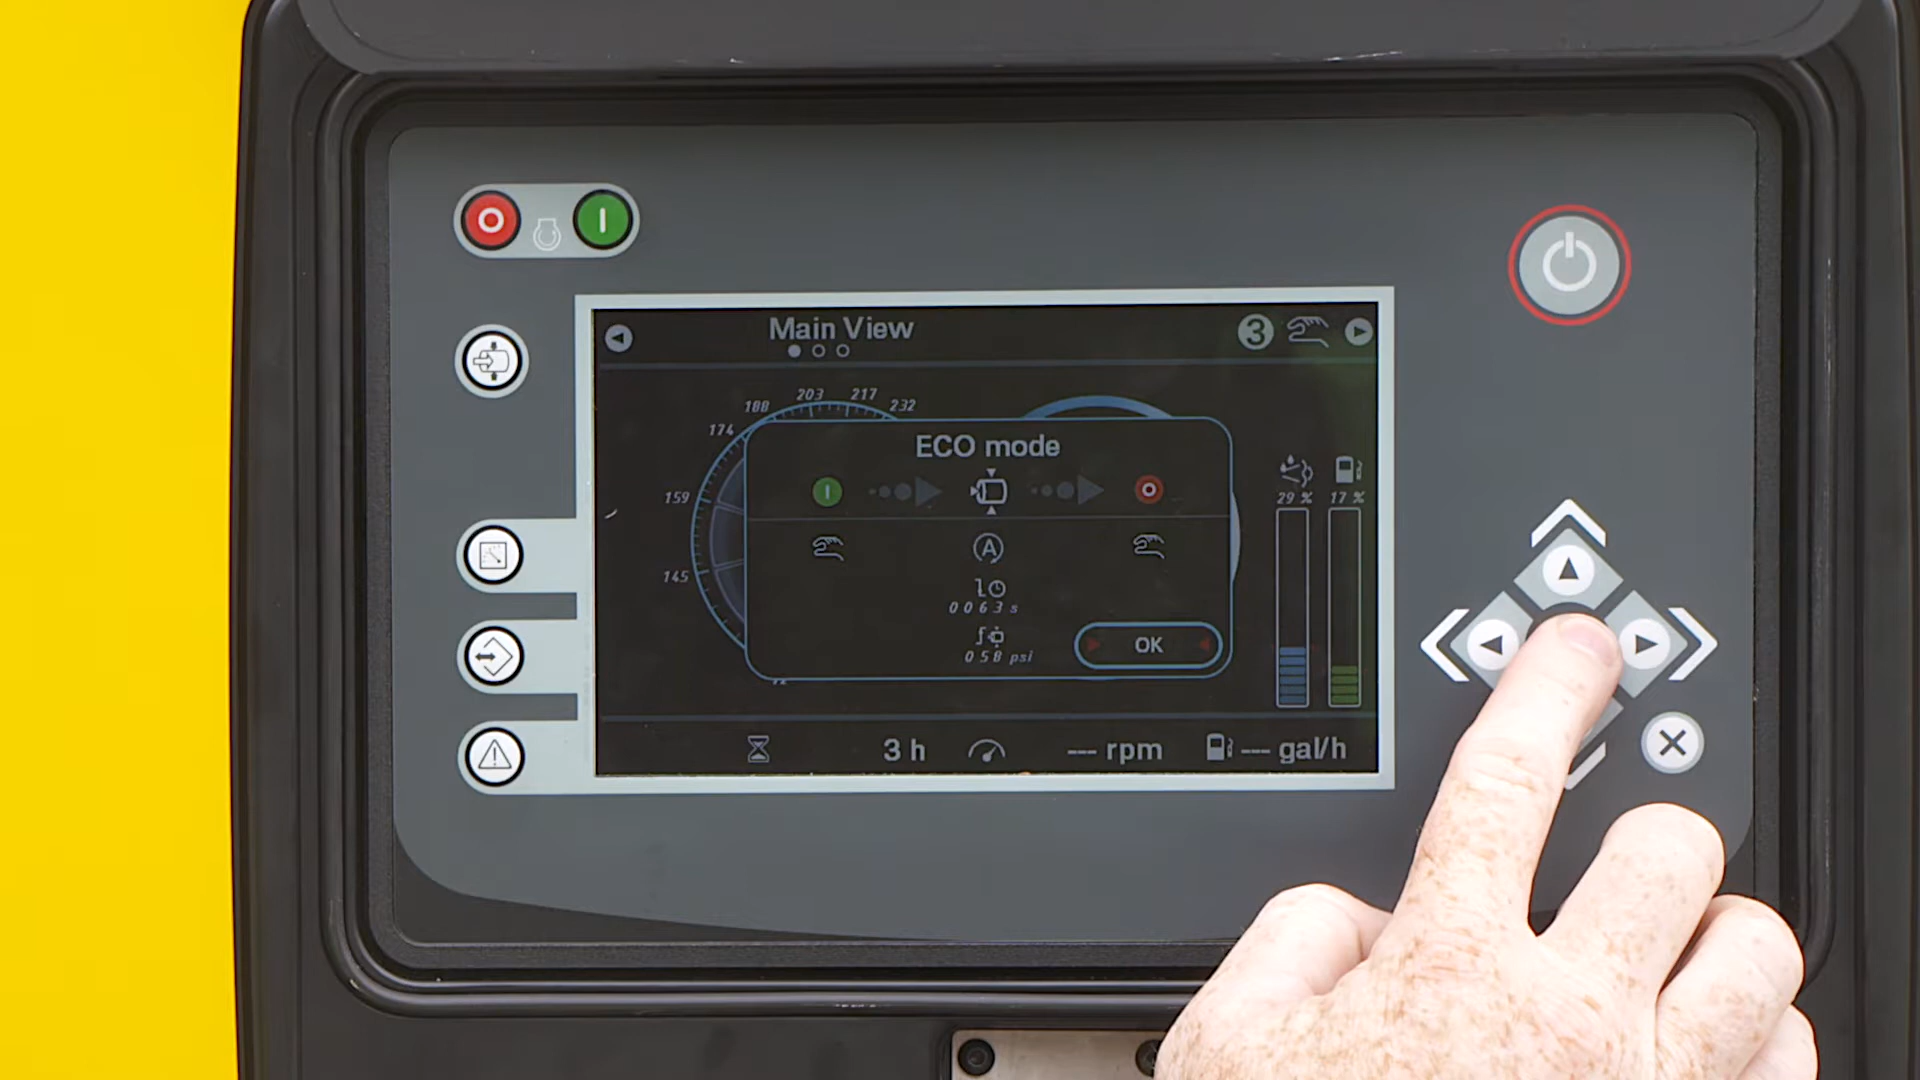 Main View
3
203 217
188 232
174
ECO mode
159
29 % 17 %
A
145
0063 s
058 psi
OK
3 h --- rpm --- gal/h